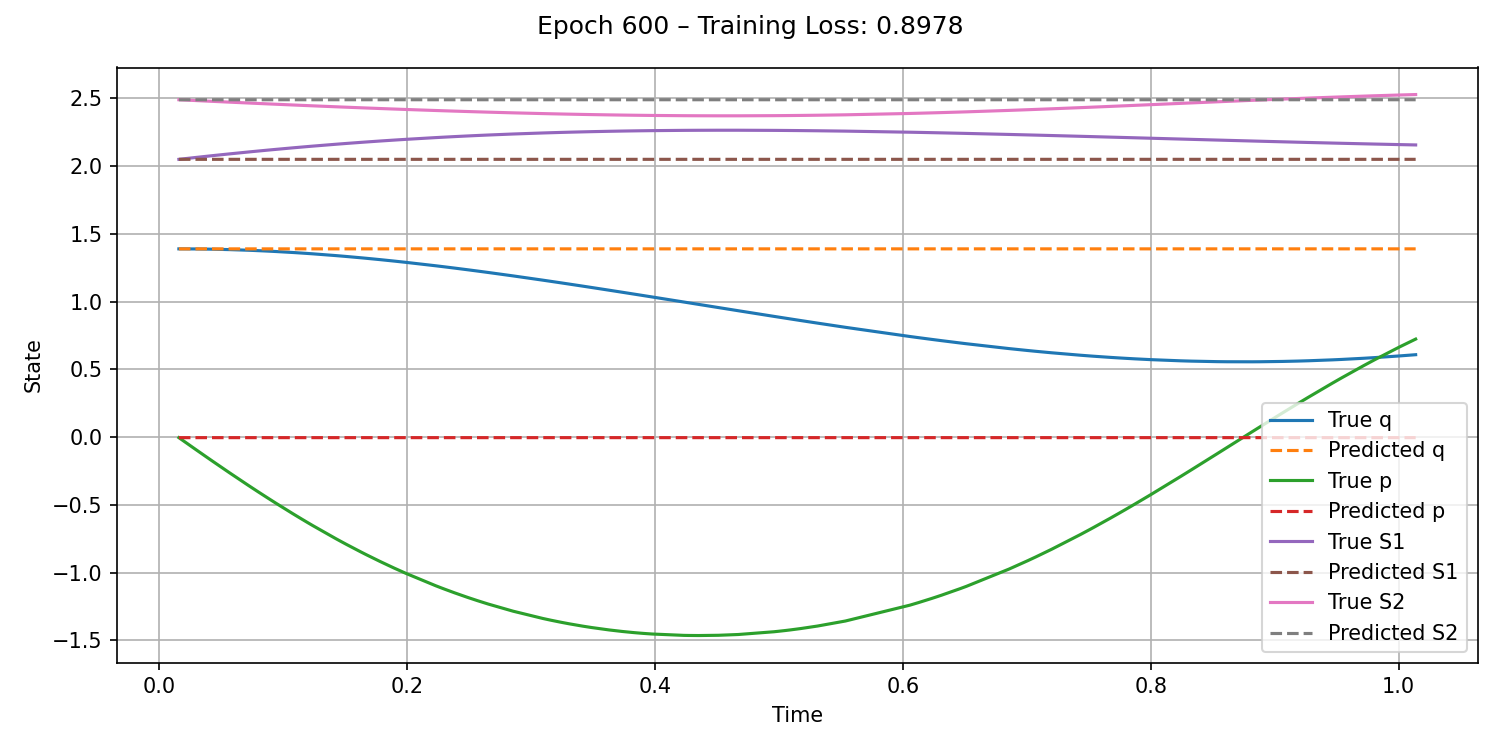 Epoch 600 – Training Loss: 0.8978
2.5
2.0
1.5
1.0
0.5
0.0
−0.5
−1.0
−1.5
State
0.0 0.2 0.4 0.6 0.8 1.0
Time
True q
Predicted q
True p
Predicted p
True S1
Predicted S1
True S2
Predicted S2